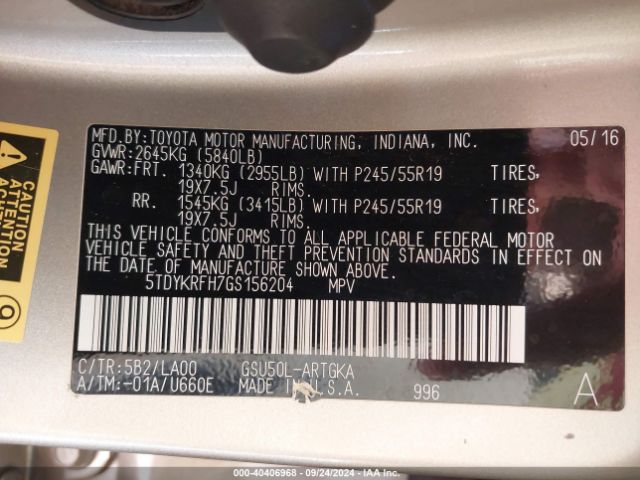 MFD. BY: TOYOTA MOTOR MANUFACTURING, INDIANA, INC. 05/16
GVWR: 2645KG (5840LB)
GAWR: FRT. 1340KG (2955LB) WITH P245/55R19 TIRES,
19X7.5J RIMS.
RR. 1545KG (3415LB) WITH P245/55R19 TIRES,
19X7.5J RIMS.
THIS VEHICLE CONFORMS TO ALL APPLICABLE FEDERAL MOTOR
VEHICLE SAFETY AND THEFT PREVENTION STANDARDS IN EFFECT ON
THE DATE OF MANUFACTURE SHOWN ABOVE.
5TDYKRFH7GS156204 MPV
C/TR: 5B2/LA00 GSU50L-ARTGKA
A/TM: -01A/U660E MADE IN U.S.A. 996 A
CAUTION
ATTENTION
000-40406968 - 09/24/2024 - IAA Inc.